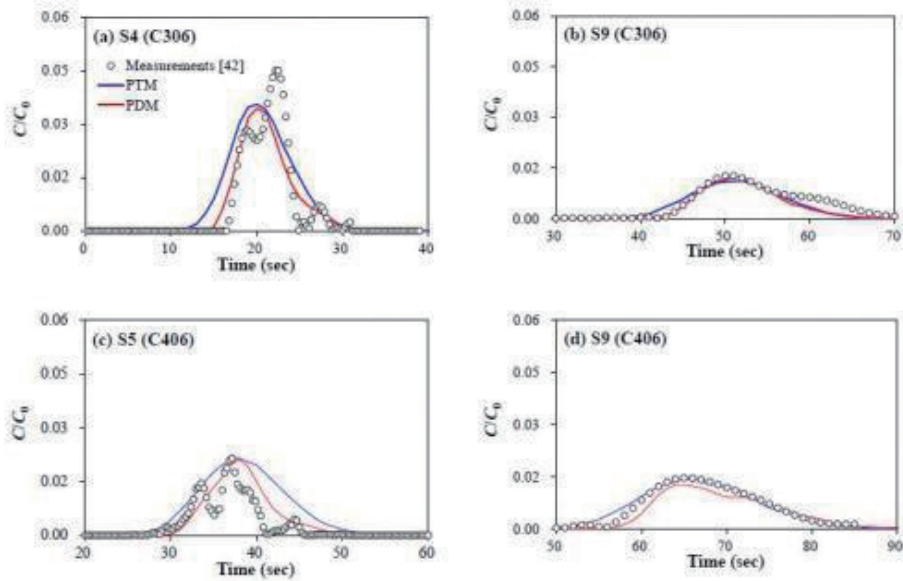 (a) S4 (C306)
Measurements [42]
PTM
PDM
C/C₀
0.06
0.05
0.03
0.02
0.00
0
10
20
30
40
Time (sec)
(b) S9 (C306)
C/C₀
0.06
0.05
0.03
0.02
0.00
30
40
50
60
70
Time (sec)
(c) S5 (C406)
C/C₀
0.06
0.05
0.03
0.02
0.00
20
30
40
50
60
Time (sec)
(d) S9 (C406)
C/C₀
0.06
0.05
0.03
0.02
0.00
50
60
70
80
90
Time (sec)